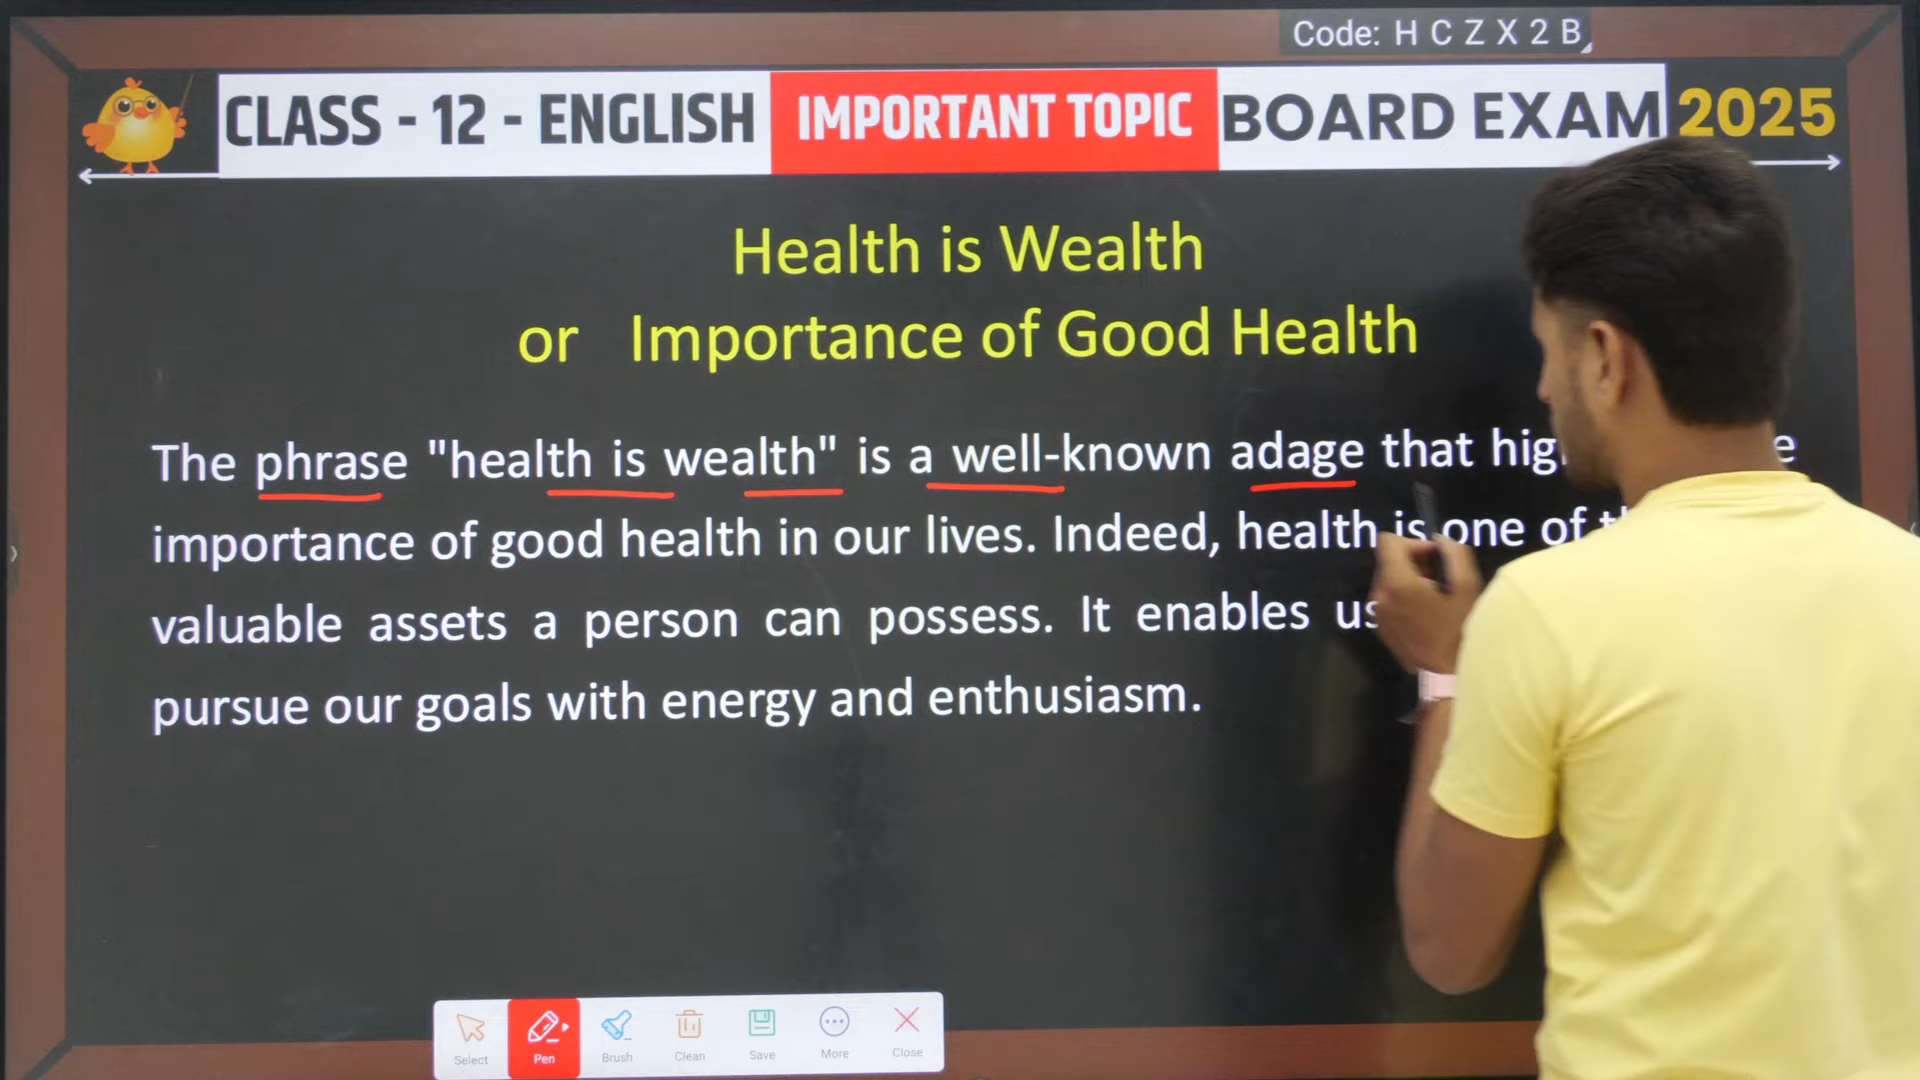 Code: H C Z X 2 B
CLASS - 12 - ENGLISH IMPORTANT TOPIC BOARD EXAM 2025
Health is Wealth
or Importance of Good Health
The phrase "health is wealth" is a well-known adage that
importance of good health in our lives. Indeed, health is one of
valuable assets a person can possess. It enables us
pursue our goals with energy and enthusiasm.
Select Pen Brush Clean Save More Close